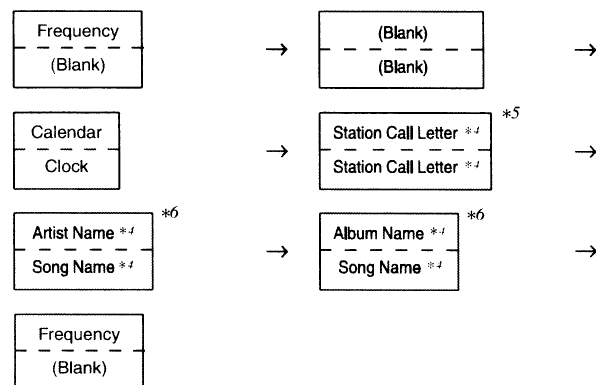 Frequency
(Blank)
→
(Blank)
(Blank)
→
Calendar
Clock
→
Station Call Letter *4
Station Call Letter *4
*5
→
Artist Name *4
Song Name *4
*6
→
Album Name *4
Song Name *4
*6
→
Frequency
(Blank)